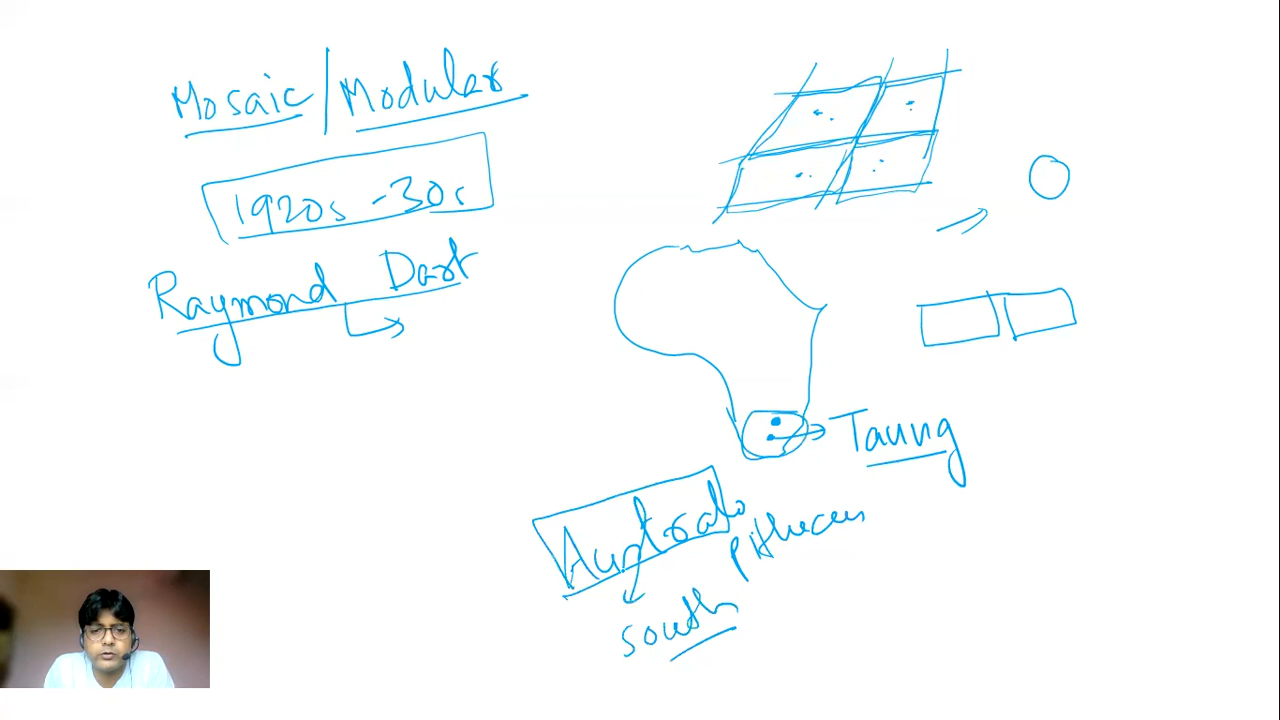 Mosaic/Modular
1920s-30s
Raymond Dart
Taung
Australo
pithecus
south